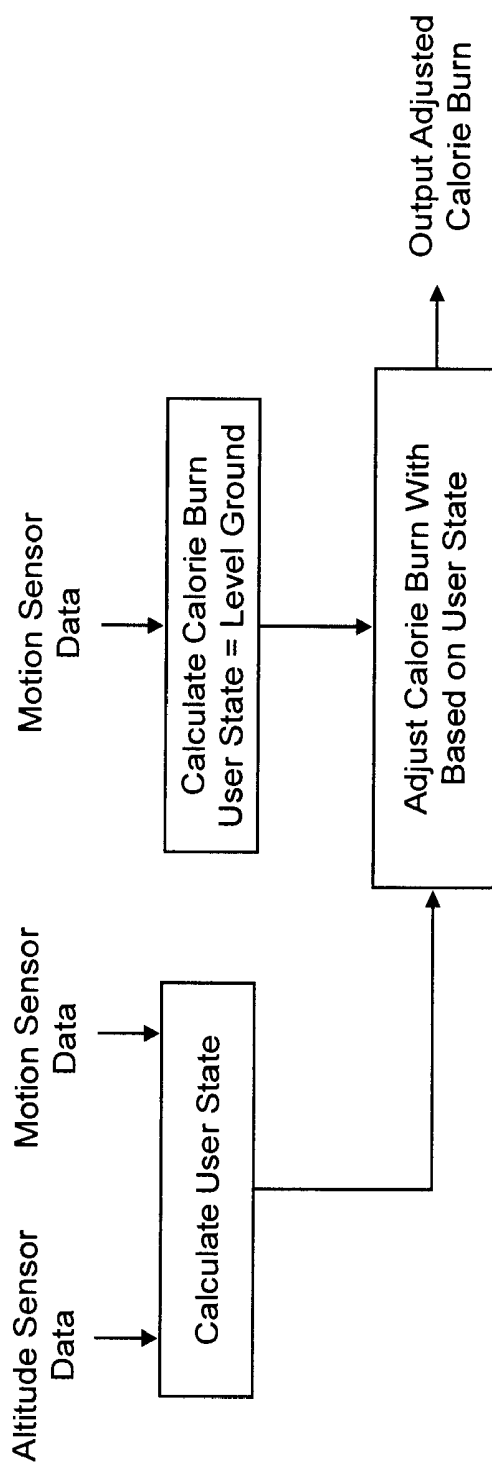 Altitude Sensor
Data
Motion Sensor
Data
Calculate User State
Motion Sensor
Data
Calculate Calorie Burn
User State = Level Ground
Adjust Calorie Burn With
Based on User State
Output Adjusted
Calorie Burn